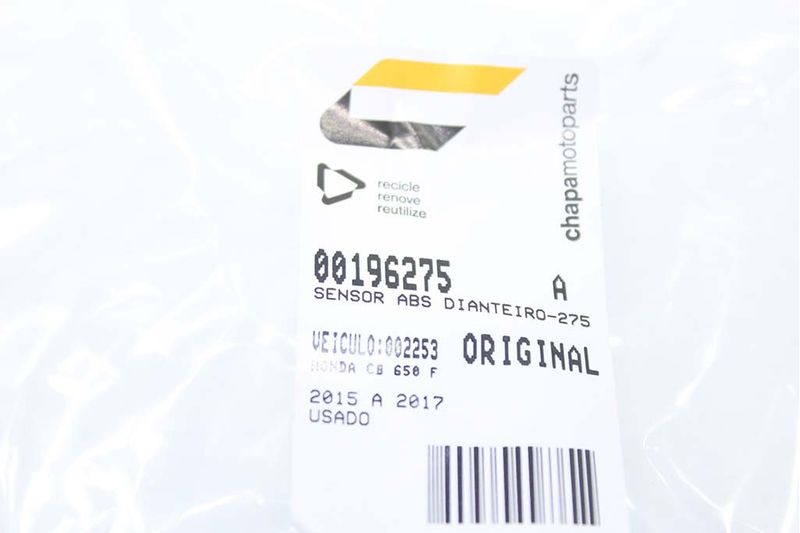 chapamotoparts
recicle
renove
reutilize
00196275 A
SENSOR ABS DIANTEIRO-275
VEICULO:002253 ORIGINAL
HONDA CB 650 F
2015 A 2017
USADO